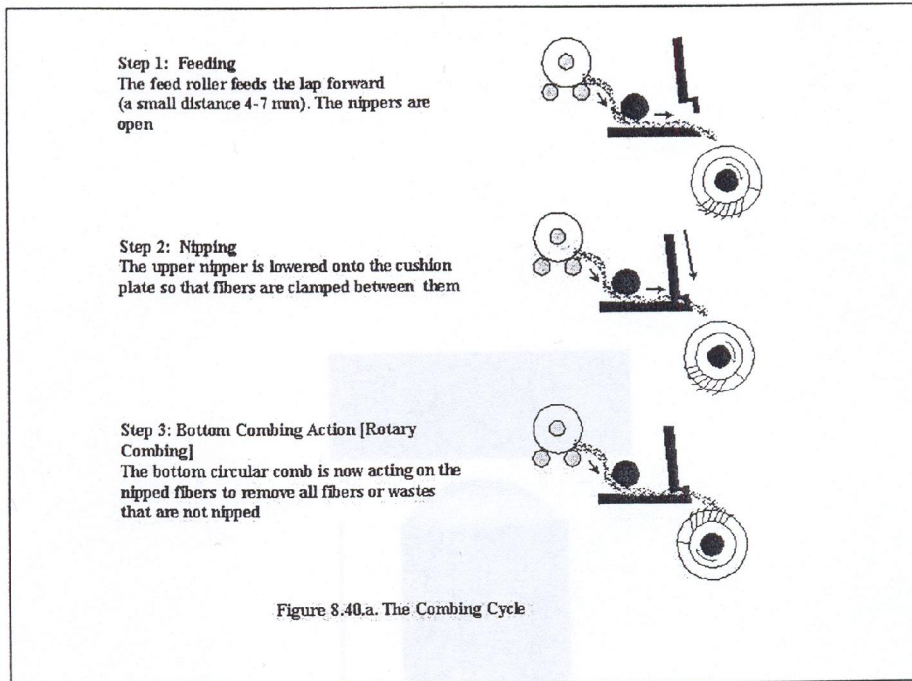 Step 1: Feeding
The feed roller feeds the lap forward
(a small distance 4-7 mm). The nippers are
open
Step 2: Nipping
The upper nipper is lowered onto the cushion
plate so that fibers are clamped between them
Step 3: Bottom Combing Action [Rotary
Combing]
The bottom circular comb is now acting on the
nipped fibers to remove all fibers or wastes
that are not nipped
Figure 8.40.a. The Combing Cycle